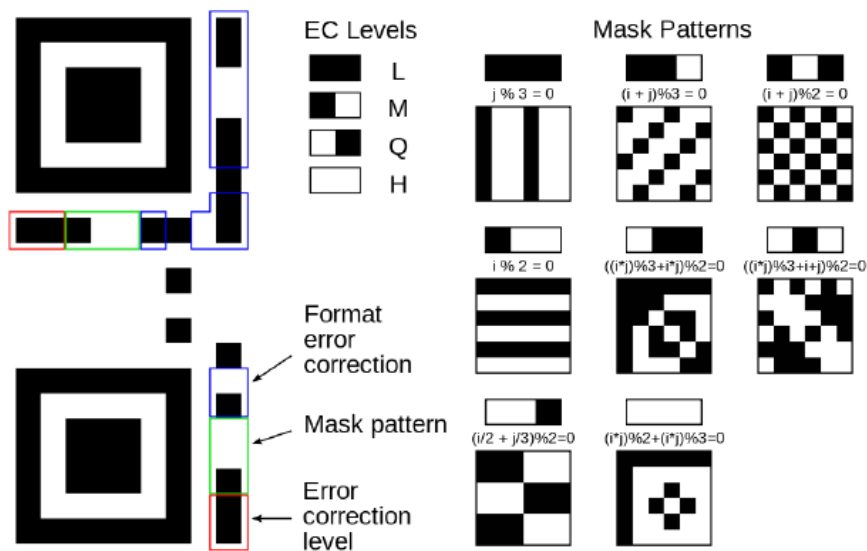 EC Levels
L
M
Q
H
Mask Patterns
j % 3 = 0
(i + j)%3 = 0
(i + j)%2 = 0
i % 2 = 0
((i*j)%3+i*j)%2=0
((i*j)%3+i+j)%2=0
(i/2 + j/3)%2=0
(i*j)%2+(i*j)%3=0
Format
error
correction
Mask pattern
Error
correction
level